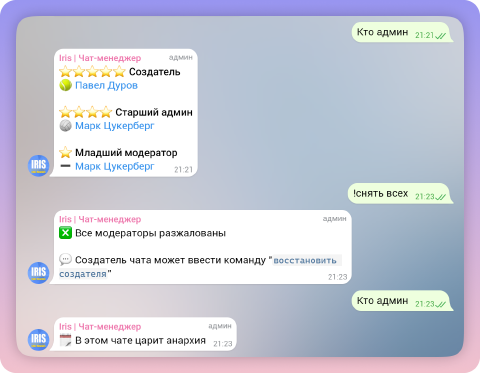 Кто админ 21:21
Iris | Чат-менеджер админ
⭐⭐⭐⭐⭐ Создатель
🎾 Павел Дуров
⭐⭐⭐⭐ Старший админ
Марк Цукерберг
⭐ Младший модератор
➖ Марк Цукерберг 21:21
IRIS
!снять всех 21:23
Iris | Чат-менеджер админ
❎ Все модераторы разжалованы
💬 Создатель чата может ввести команду “восстановить
создателя” 21:23
IRIS
Кто админ 21:23
Iris | Чат-менеджер админ
🗓 В этом чате царит анархия 21:23
IRIS